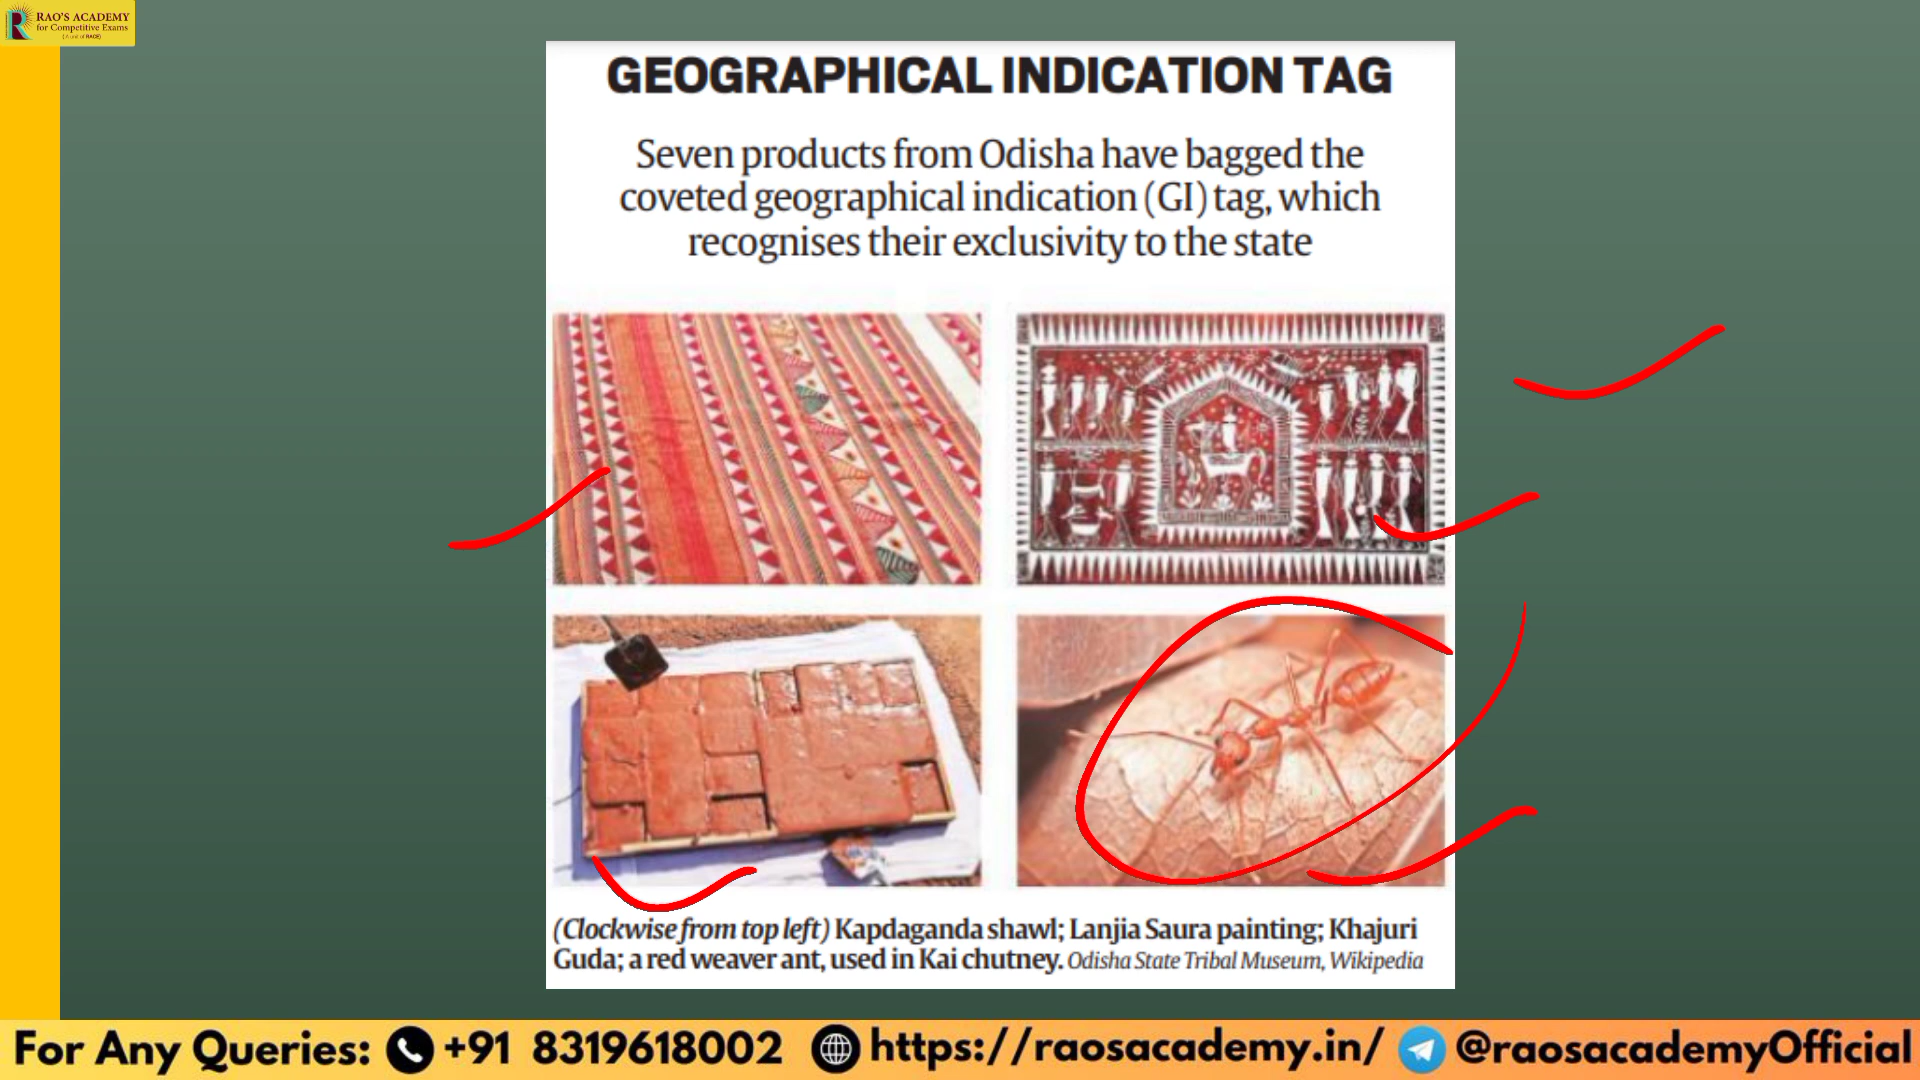 RAO'S ACADEMY
for Competitive Exams
(A unit of RACE)
GEOGRAPHICAL INDICATION TAG
Seven products from Odisha have bagged the
coveted geographical indication (GI) tag, which
recognises their exclusivity to the state
(Clockwise from top left) Kapdaganda shawl; Lanjia Saura painting; Khajuri
Guda; a red weaver ant, used in Kai chutney. Odisha State Tribal Museum, Wikipedia
For Any Queries: +91 8319618002 https://raosacademy.in/ @raosacademyOfficial